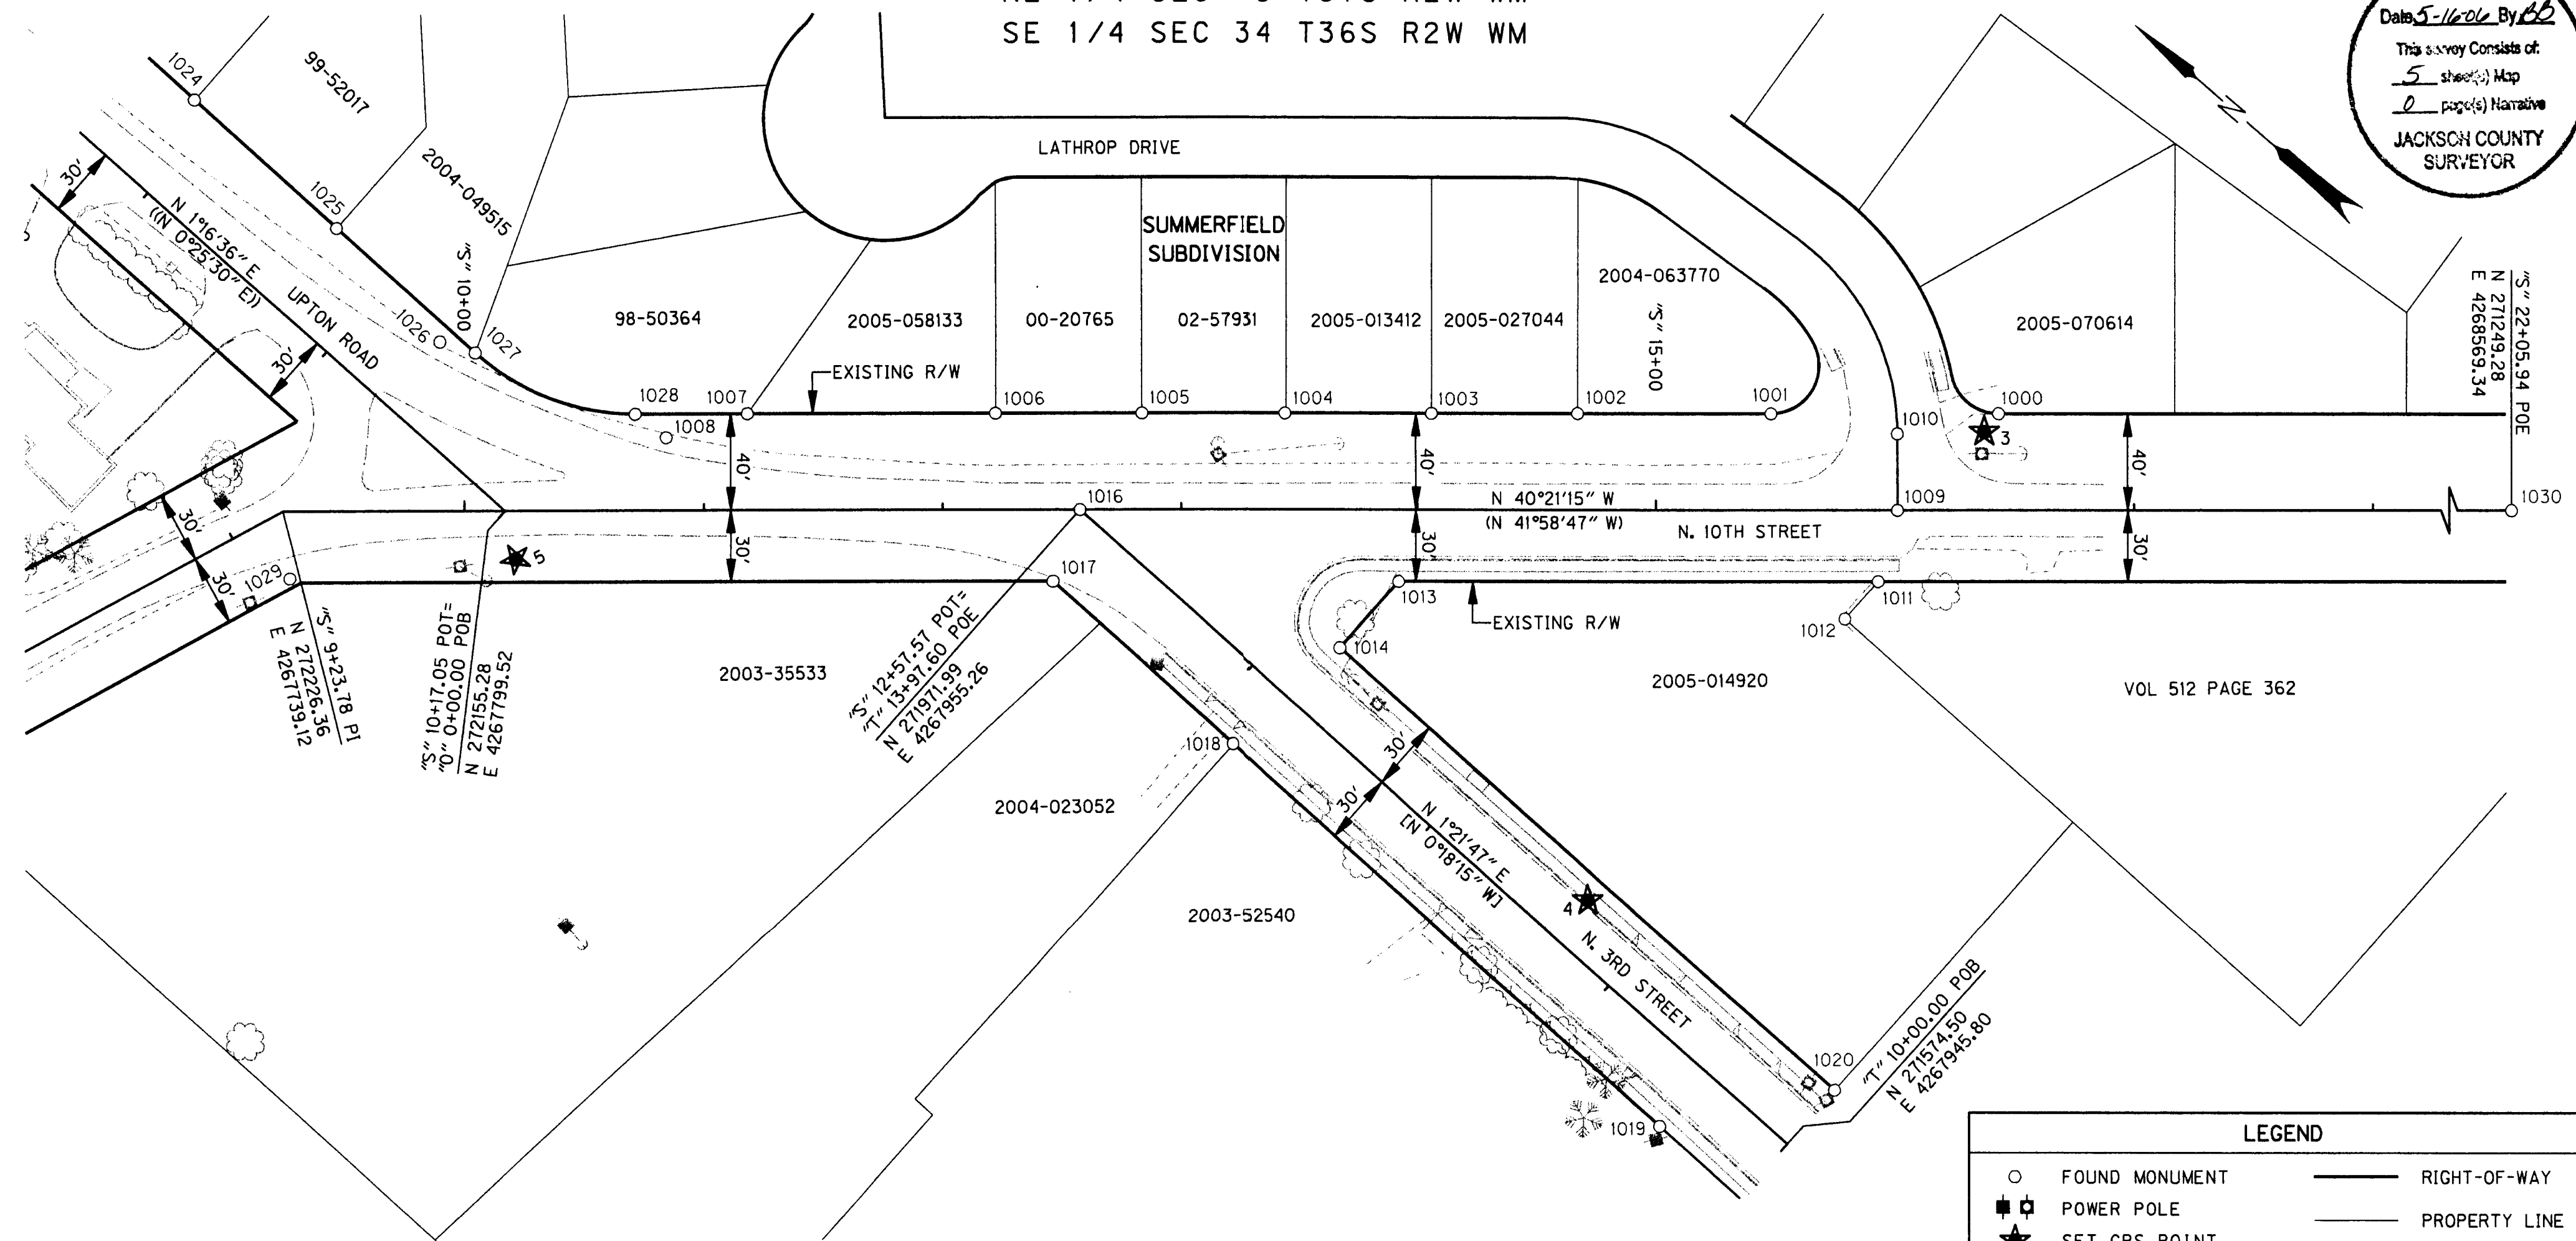 SE 1/4 SEC 34 T36S R2W WM
Date 5-16-06 By BB
This survey Consists of:
5 sheet(s) Map
0 page(s) Narrative
JACKSON COUNTY
SURVEYOR
N
1024
99-52017
LATHROP DRIVE
30'
1025
2004-049515
N 1°16'36" E
((N 0°25'30" E))
UPTON ROAD
"S" 10+00
SUMMERFIELD
SUBDIVISION
2004-063770
"S" 15+00
1026
1027
98-50364
2005-058133
00-20765
02-57931
2005-013412
2005-027044
2005-070614
"S" 22+05.94 POE
N 271249.28
E 4268569.34
30'
EXISTING R/W
1028
1007
1006
1005
1004
1003
1002
1001
1000
1008
1010
3
40'
40'
40'
1016
N 40°21'15" W
(N 41°58'47" W)
N. 10TH STREET
1009
1030
30'
30'
30'
30'
30'
5
1029
1017
1013
1011
EXISTING R/W
1012
1014
"S" 9+23.78 PI
N 272226.36
E 4267739.12
"S" 10+17.05 POT=
"O" 0+00.00 POB
N 272155.28
E 4267799.52
2003-35533
"S" 12+57.57 POT=
"T" 13+97.60 POE
N 271971.99
E 4267955.26
2005-014920
VOL 512 PAGE 362
1018
30'
30'
2004-023052
N 1°21'47" E
[N 0°18'15" W]
4
2003-52540
N. 3RD STREET
1020
"T" 10+00.00 POB
N 271574.50
E 4267945.80
1019
LEGEND
FOUND MONUMENT
RIGHT-OF-WAY
POWER POLE
PROPERTY LINE
SET GPS POINT